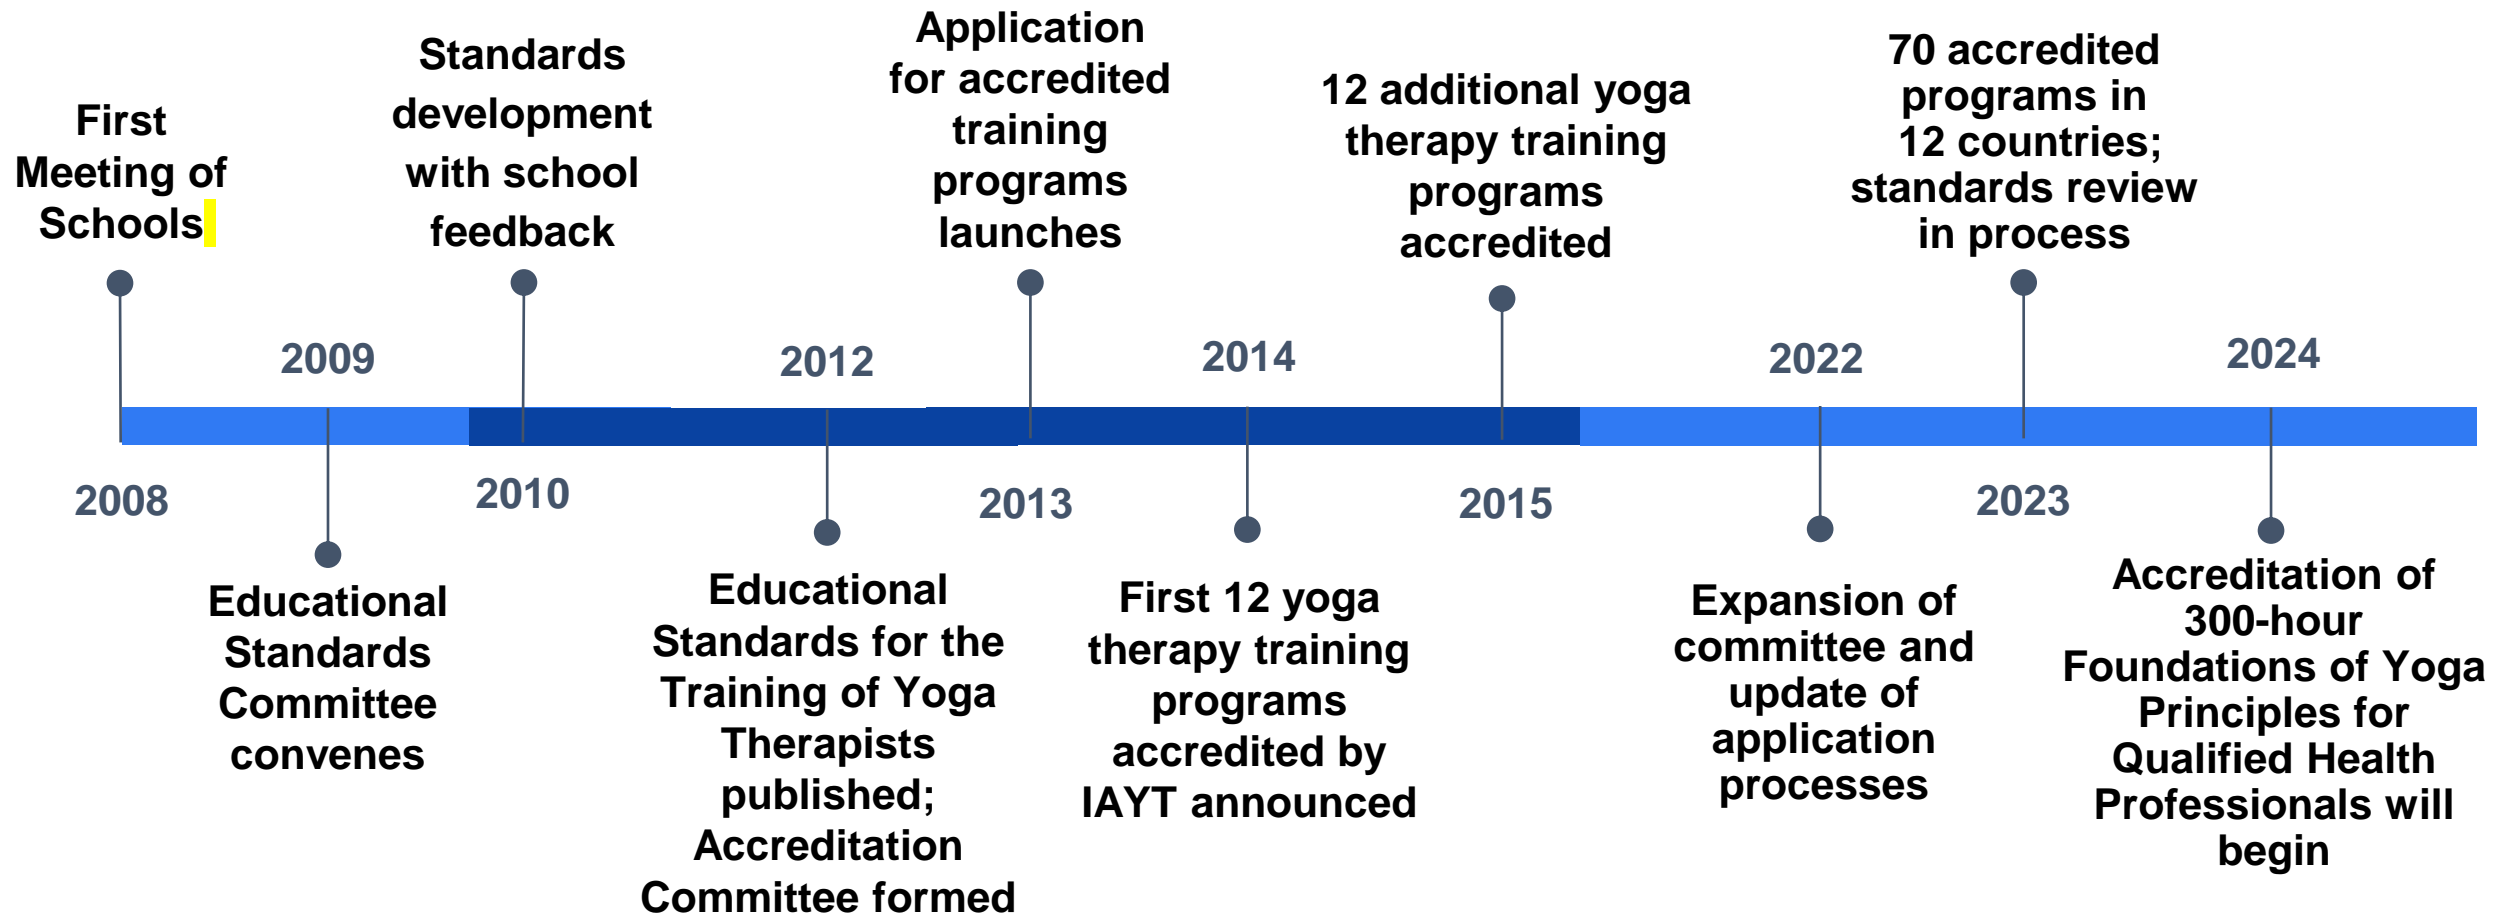 First
Meeting of
Schools
2008
2009
Educational
Standards
Committee
convenes
Standards
development
with school
feedback
2010
2012
Educational
Standards for the
Training of Yoga
Therapists
published;
Accreditation
Committee formed
Application
for accredited
training
programs
launches
2013
2014
First 12 yoga
therapy training
programs
accredited by
IAYT announced
12 additional yoga
therapy training
programs
accredited
2015
2022
Expansion of
committee and
update of
application
processes
70 accredited
programs in
12 countries;
standards review
in process
2023
2024
Accreditation of
300-hour
Foundations of Yoga
Principles for
Qualified Health
Professionals will
begin